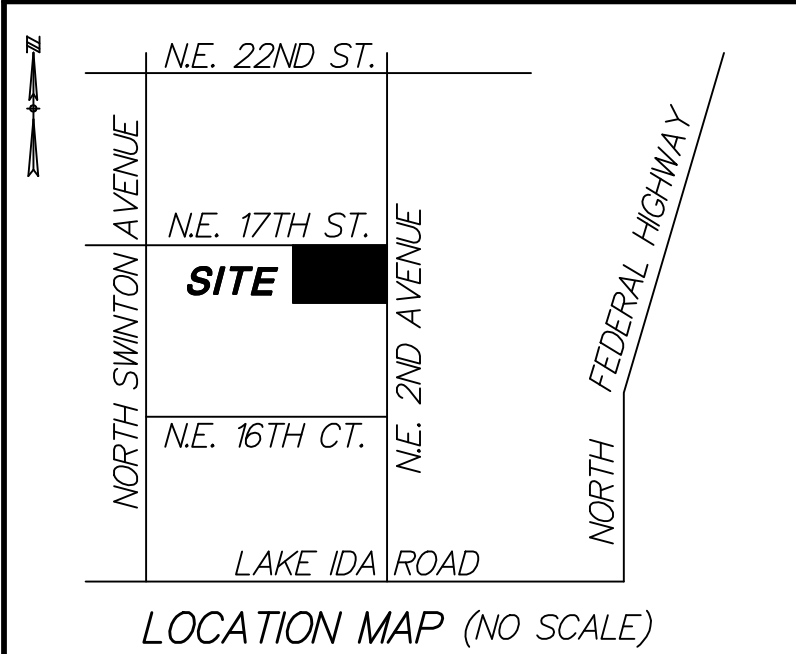 N
N.E. 22ND ST.
NORTH SWINTON AVENUE
N.E. 17TH ST.
SITE
N.E. 2ND AVENUE
NORTH FEDERAL HIGHWAY
N.E. 16TH CT.
LAKE IDA ROAD
LOCATION MAP (NO SCALE)